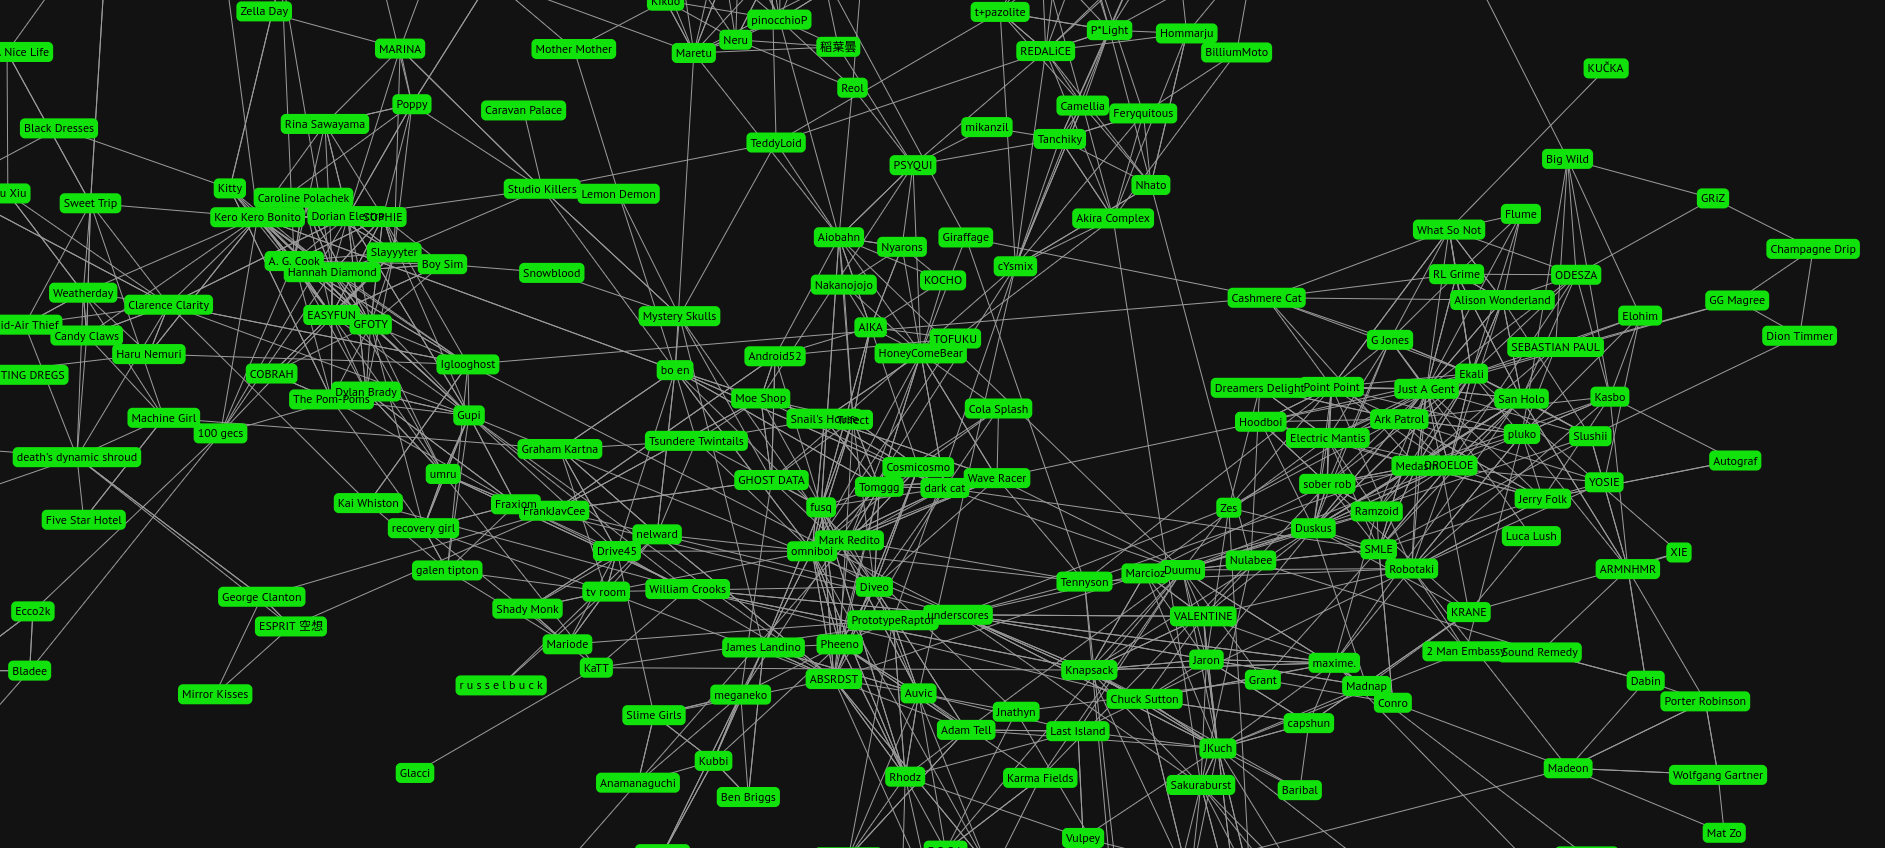 Zella Day
Kikuo
pinocchioP
t+pazolite
Nice Life
MARINA
Mother Mother
Neru
Maretu
稲葉曇
REDALiCE
P*Light
Hommarju
BilliumMoto
KUČKA
Reol
Poppy
Caravan Palace
Camellia
Feryquitous
Black Dresses
Rina Sawayama
TeddyLoid
mikanzil
Tanchiky
PSYQUI
Big Wild
u Xiu
Sweet Trip
Kitty
Caroline Polachek
Studio Killers
Lemon Demon
Nhato
GRiZ
Kero Kero Bonito
Dorian Electra
SOPHIE
Akira Complex
Flume
What So Not
Slayyyter
Aiobahn
Nyarons
Giraffage
Champagne Drip
A. G. Cook
Hannah Diamond
Boy Sim
Snowblood
cYsmix
RL Grime
ODESZA
Weatherday
Clarence Clarity
Nakanojojo
KOCHO
Cashmere Cat
Alison Wonderland
GG Magree
id-Air Thief
Candy Claws
EASYFUN
GFOTY
Mystery Skulls
AIKA
TOFUKU
Elohim
Dion Timmer
Haru Nemuri
Iglooghost
Android52
HoneyComeBear
G Jones
SEBASTIAN PAUL
TING DREGS
COBRAH
bo en
Ekali
The Pom-Poms
Dylan Brady
Moe Shop
Dreamers Delight
Point Point
Just A Gent
San Holo
Kasbo
Machine Girl
100 gecs
Gupi
Snail's House
Cola Splash
Hoodboi
Ark Patrol
death's dynamic shroud
Graham Kartna
Tsundere Twintails
Electric Mantis
pluko
Slushii
umru
GHOST DATA
Cosmicosmo
Wave Racer
Medasin
DROELOE
Autograf
Kai Whiston
Fraxiom
FrankJavCee
Tomggg
dark cat
sober rob
YOSIE
Five Star Hotel
recovery girl
fusq
Zes
Ramzoid
Jerry Folk
nelward
Mark Redito
Duskus
Luca Lush
galen tipton
Drive45
omniboi
Nulabee
SMLE
XIE
Ecco2k
George Clanton
tv room
William Crooks
Diveo
Tennyson
Marcioz
Duumu
Robotaki
ARMNHMR
ESPRIT 空想
Shady Monk
PrototypeRaptor
underscores
VALENTINE
KRANE
Bladee
Mariode
James Landino
Pheeno
2 Man Embassy
Sound Remedy
Mirror Kisses
r u s s e l b u c k
KaTT
ABSRDST
Knapsack
Jaron
maxime.
Grant
Madnap
Dabin
meganeko
Auvic
Chuck Sutton
Conro
Porter Robinson
Slime Girls
Jnathyn
Adam Tell
Last Island
capshun
Glacci
Kubbi
JKuch
Madeon
Anamanaguchi
Ben Briggs
Rhodz
Karma Fields
Sakuraburst
Baribal
Wolfgang Gartner
Vulpey
Mat Zo